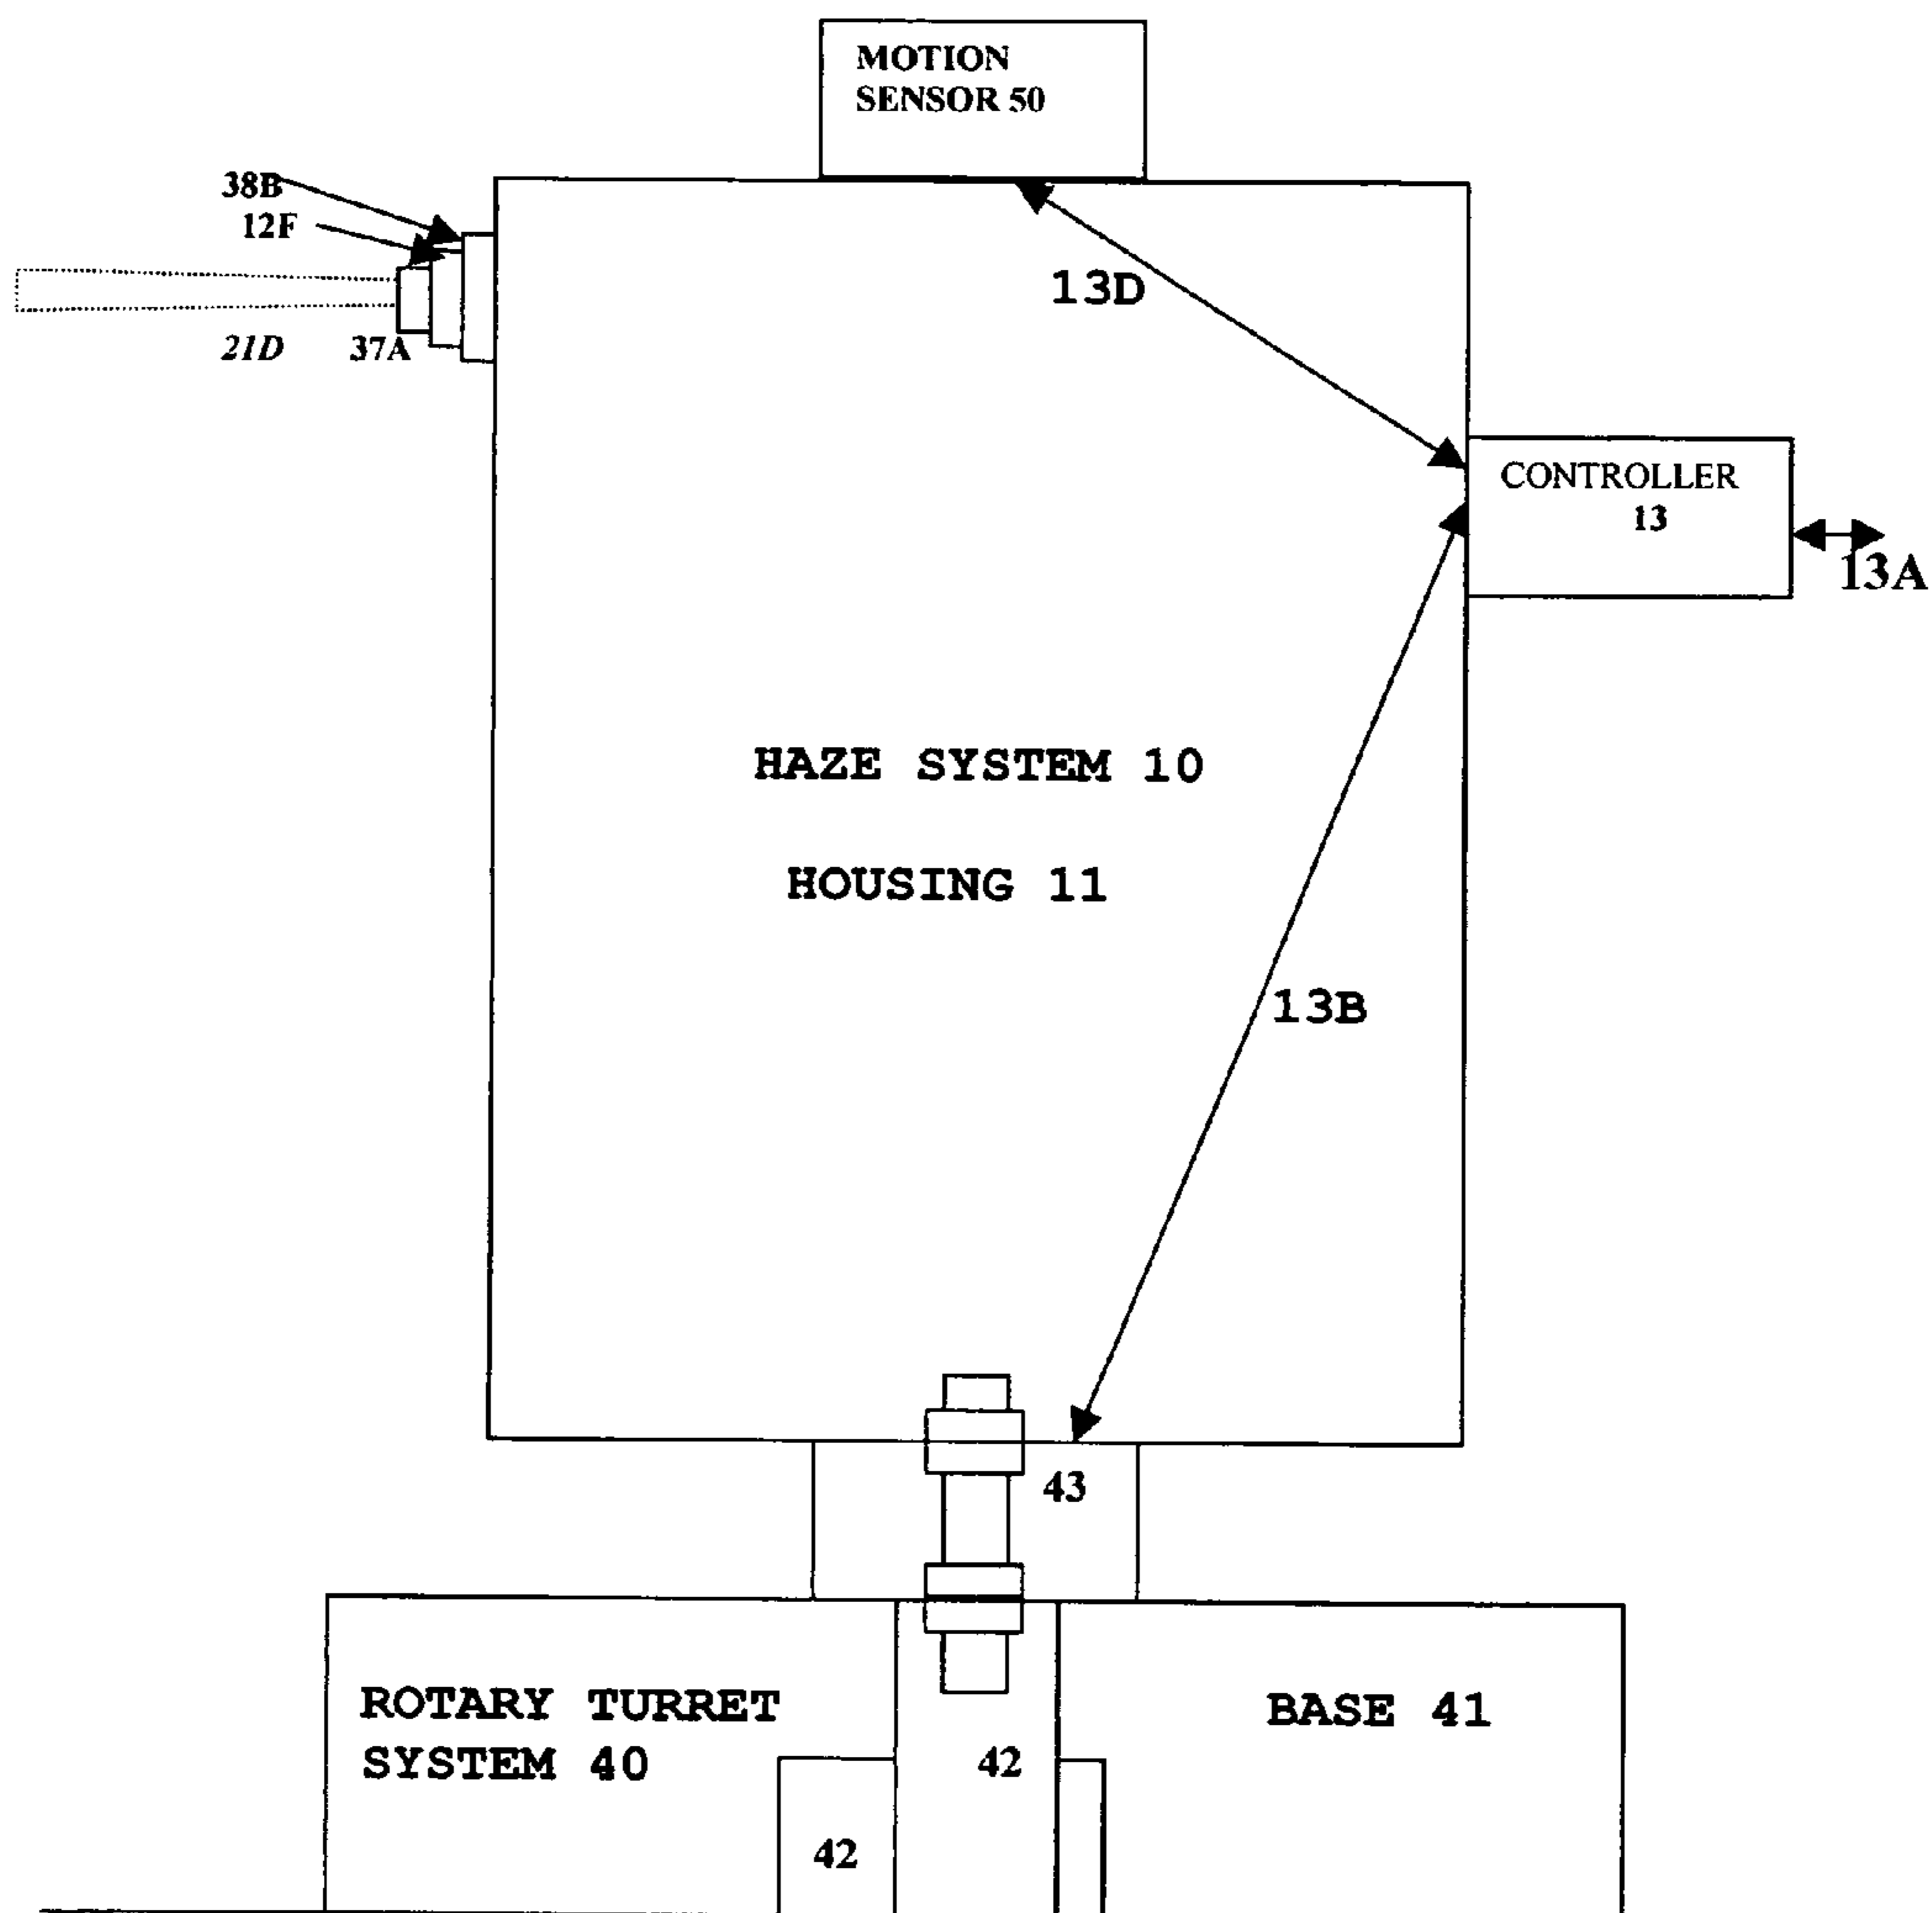 MOTION
SENSOR 50
38B
12F
13D
21D 37A
CONTROLLER
13
13A
HAZE SYSTEM 10
HOUSING 11
13B
43
ROTARY TURRET
SYSTEM 40
BASE 41
42
42